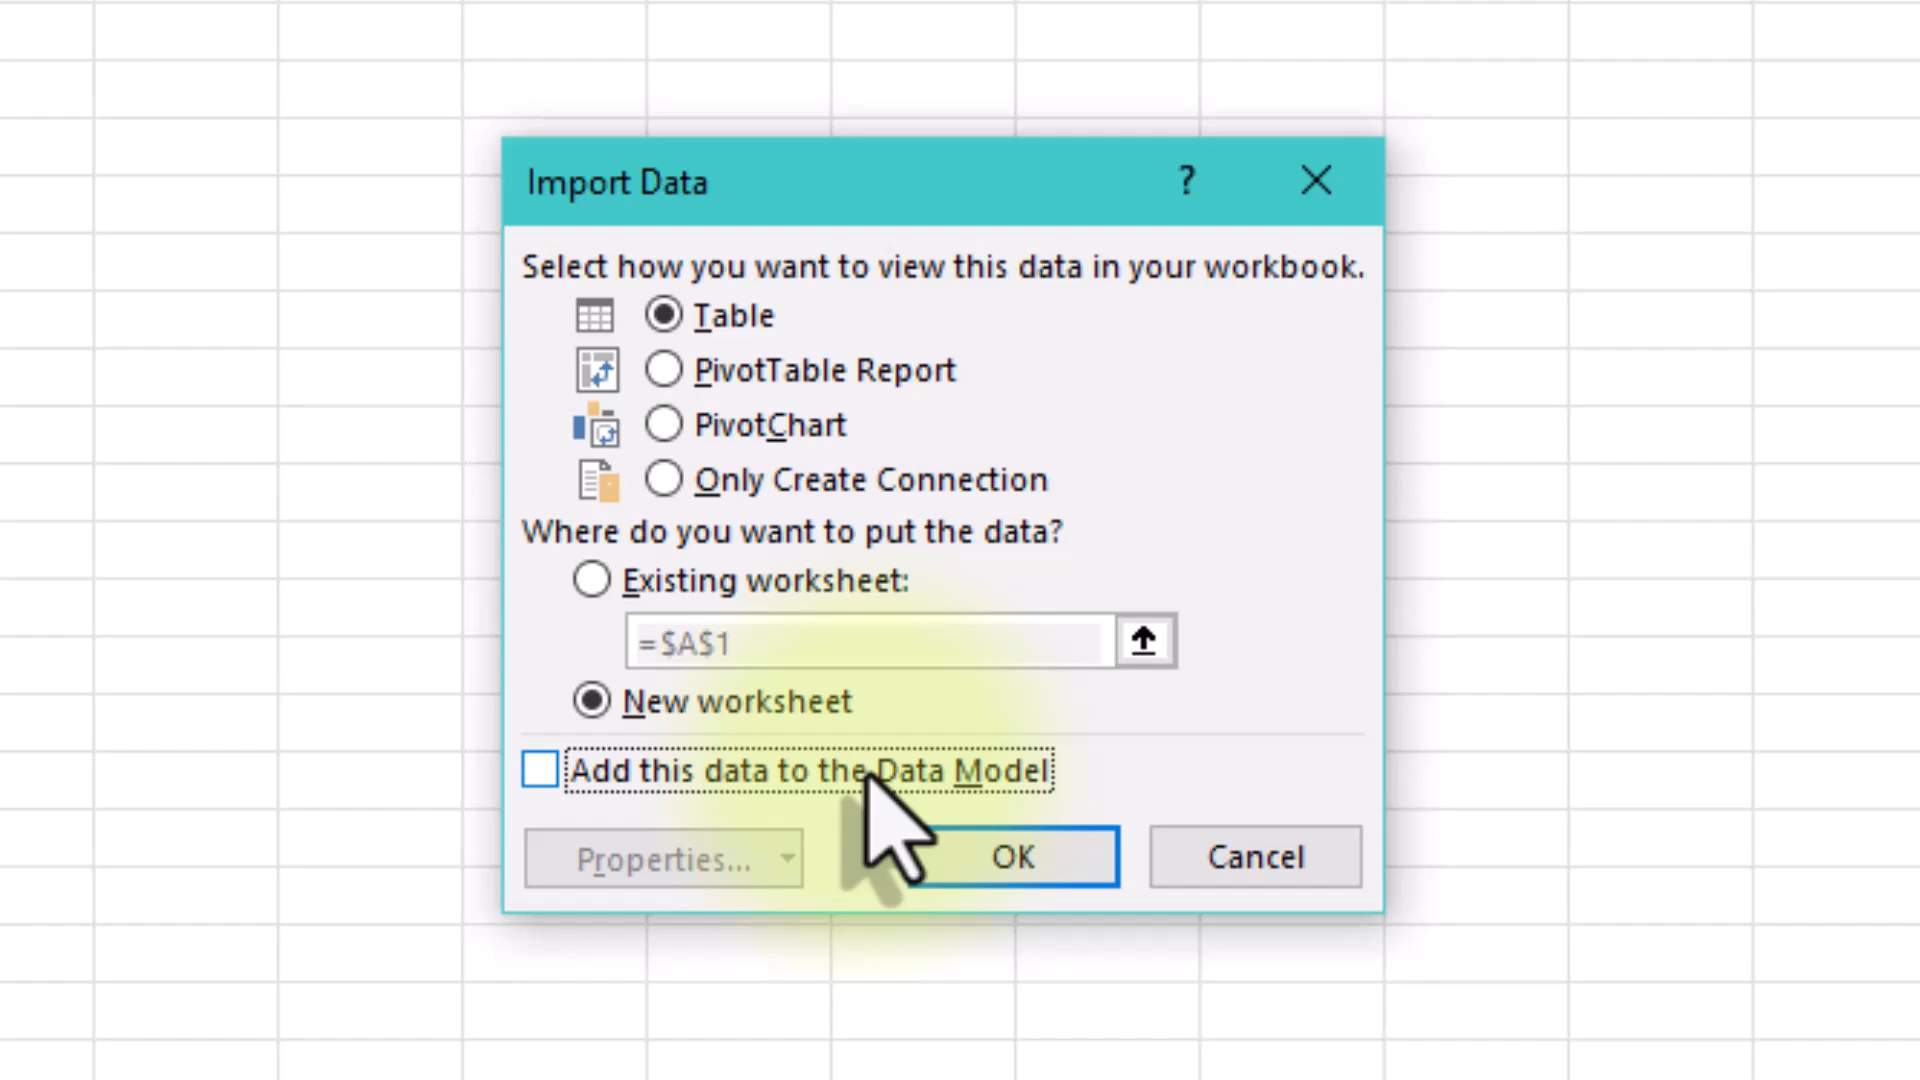 Import Data ?
Select how you want to view this data in your workbook.
Table
PivotTable Report
PivotChart
Only Create Connection
Where do you want to put the data?
Existing worksheet:
=$A$1
New worksheet
Add this data to the Data Model
Properties... OK Cancel